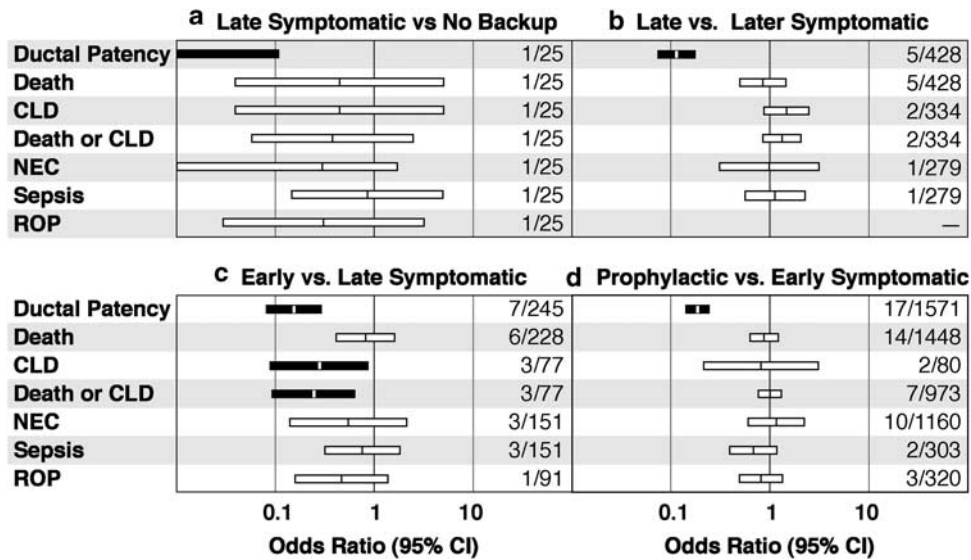 a Late Symptomatic vs No Backup
b Late vs. Later Symptomatic
Ductal Patency 1/25 5/428
Death 1/25 5/428
CLD 1/25 2/334
Death or CLD 1/25 2/334
NEC 1/25 1/279
Sepsis 1/25 1/279
ROP 1/25 —
c Early vs. Late Symptomatic
d Prophylactic vs. Early Symptomatic
Ductal Patency 7/245 17/1571
Death 6/228 14/1448
CLD 3/77 2/80
Death or CLD 3/77 7/973
NEC 3/151 10/1160
Sepsis 3/151 2/303
ROP 1/91 3/320
0.1 1 10 0.1 1 10
Odds Ratio (95% CI) Odds Ratio (95% CI)